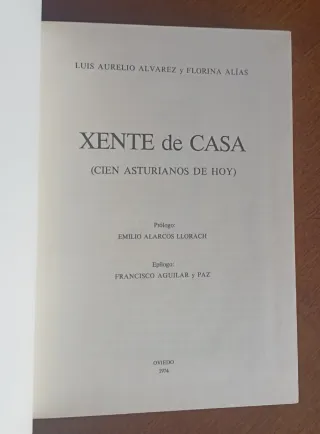 LUIS AURELIO ALVAREZ y FLORINA ALÍAS
XENTE de CASA
(CIEN ASTURIANOS DE HOY)
Prólogo:
EMILIO ALARCOS LLORACH
Epílogo:
FRANCISCO AGUILAR y PAZ
OVIEDO
1974